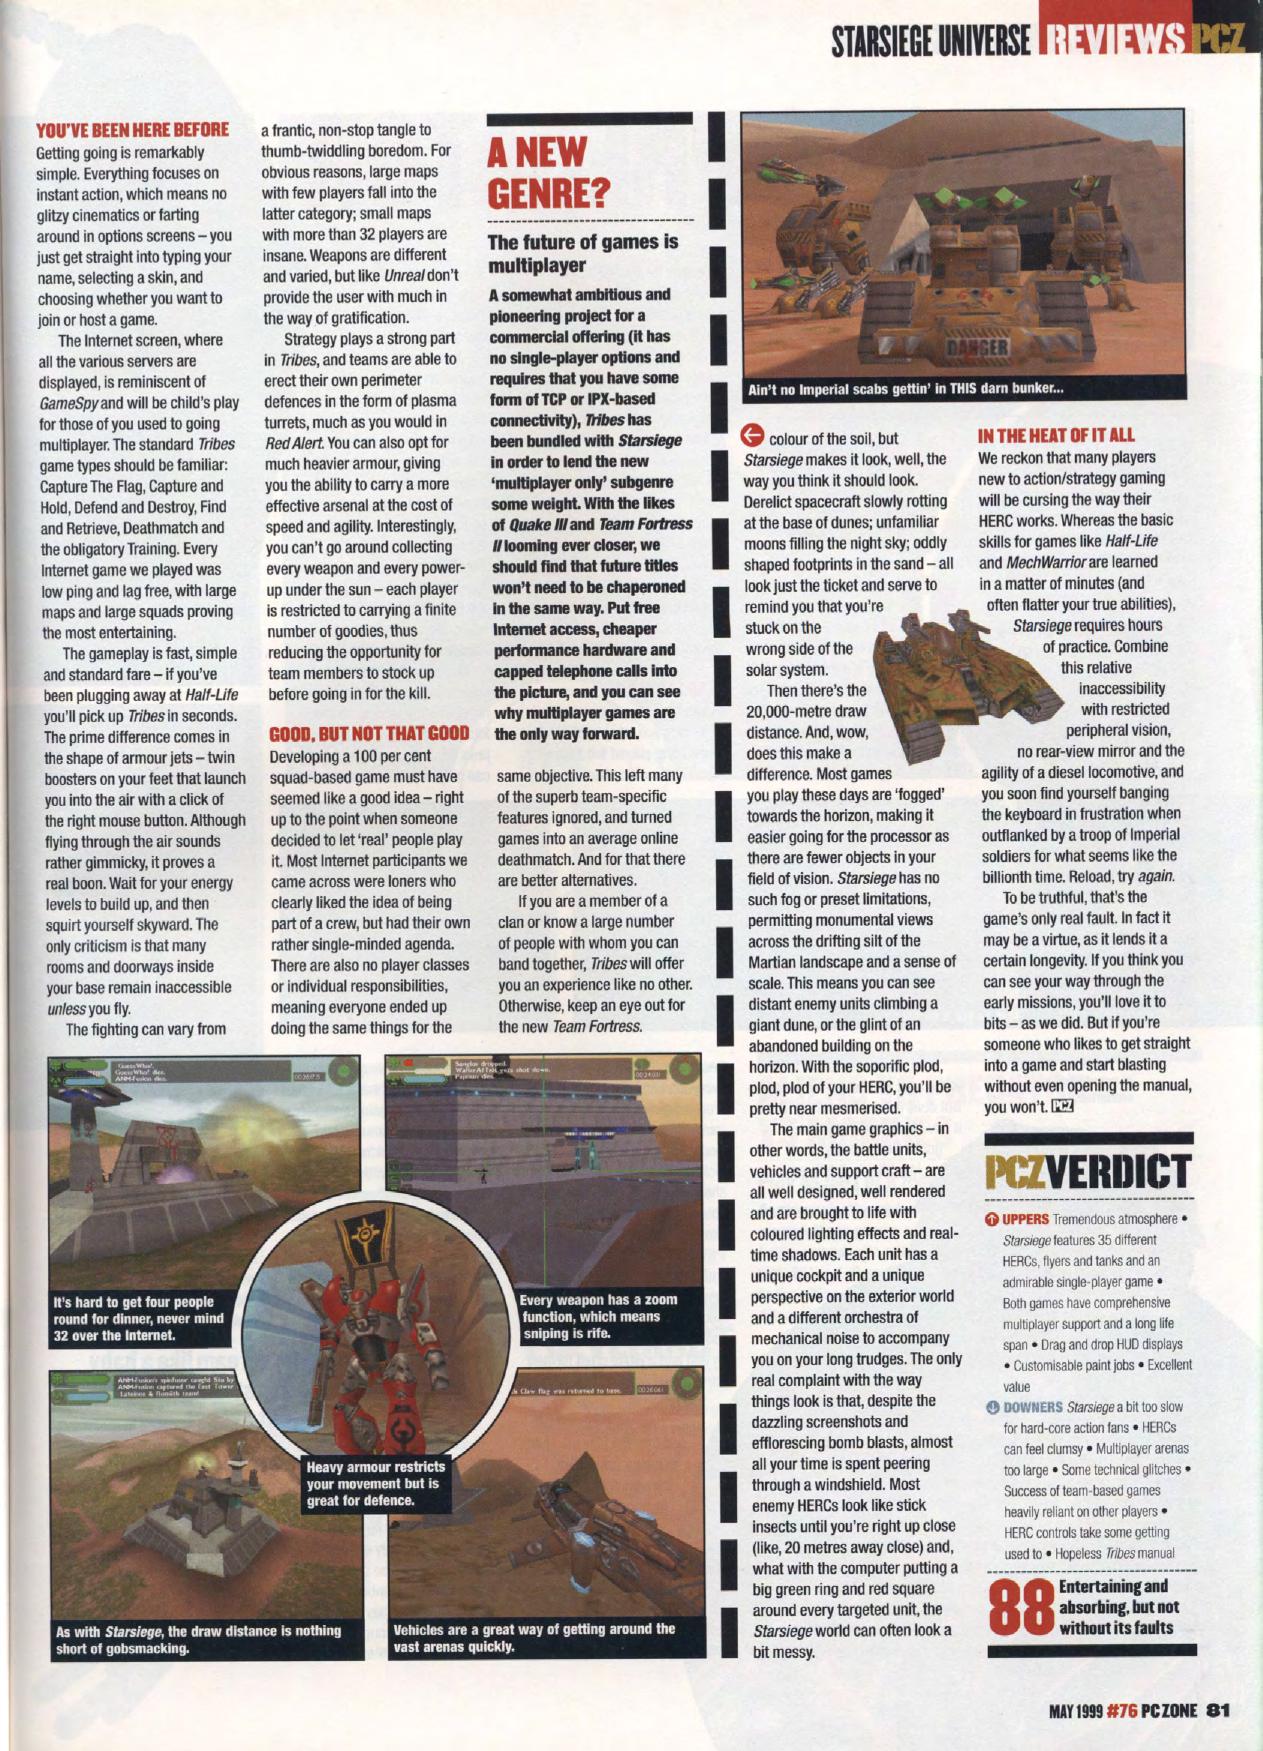 STARSIEGE UNIVERSE REVIEWS PCZ
YOU'VE BEEN HERE BEFORE
Getting going is remarkably
simple. Everything focuses on
instant action, which means no
glitzy cinematics or farting
around in options screens – you
just get straight into typing your
name, selecting a skin, and
choosing whether you want to
join or host a game.
The Internet screen, where
all the various servers are
displayed, is reminiscent of
GameSpy and will be child's play
for those of you used to going
multiplayer. The standard Tribes
game types should be familiar:
Capture The Flag, Capture and
Hold, Defend and Destroy, Find
and Retrieve, Deathmatch and
the obligatory Training. Every
Internet game we played was
low ping and lag free, with large
maps and large squads proving
the most entertaining.
The gameplay is fast, simple
and standard fare – if you've
been plugging away at Half-Life
you'll pick up Tribes in seconds.
The prime difference comes in
the shape of armour jets – twin
boosters on your feet that launch
you into the air with a click of
the right mouse button. Although
flying through the air sounds
rather gimmicky, it proves a
real boon. Wait for your energy
levels to build up, and then
squirt yourself skyward. The
only criticism is that many
rooms and doorways inside
your base remain inaccessible
unless you fly.
The fighting can vary from
a frantic, non-stop tangle to
thumb-twiddling boredom. For
obvious reasons, large maps
with few players fall into the
latter category; small maps
with more than 32 players are
insane. Weapons are different
and varied, but like Unreal don't
provide the user with much in
the way of gratification.
Strategy plays a strong part
in Tribes, and teams are able to
erect their own perimeter
defences in the form of plasma
turrets, much as you would in
Red Alert. You can also opt for
much heavier armour, giving
you the ability to carry a more
effective arsenal at the cost of
speed and agility. Interestingly,
you can't go around collecting
every weapon and every power-
up under the sun – each player
is restricted to carrying a finite
number of goodies, thus
reducing the opportunity for
team members to stock up
before going in for the kill.
GOOD, BUT NOT THAT GOOD
Developing a 100 per cent
squad-based game must have
seemed like a good idea – right
up to the point when someone
decided to let 'real' people play
it. Most Internet participants we
came across were loners who
clearly liked the idea of being
part of a crew, but had their own
rather single-minded agenda.
There are also no player classes
or individual responsibilities,
meaning everyone ended up
doing the same things for the
same objective. This left many
of the superb team-specific
features ignored, and turned
games into an average online
deathmatch. And for that there
are better alternatives.
If you are a member of a
clan or know a large number
of people with whom you can
band together, Tribes will offer
you an experience like no other.
Otherwise, keep an eye out for
the new Team Fortress.
A NEW
GENRE?
The future of games is
multiplayer
A somewhat ambitious and
pioneering project for a
commercial offering (it has
no single-player options and
requires that you have some
form of TCP or IPX-based
connectivity), Tribes has
been bundled with Starsiege
in order to lend the new
'multiplayer only' subgenre
some weight. With the likes
of Quake III and Team Fortress
II looming ever closer, we
should find that future titles
won't need to be chaperoned
in the same way. Put free
Internet access, cheaper
performance hardware and
capped telephone calls into
the picture, and you can see
why multiplayer games are
the only way forward.
DANGER
Ain't no Imperial scabs gettin' in THIS darn bunker...
colour of the soil, but
Starsiege makes it look, well, the
way you think it should look.
Derelict spacecraft slowly rotting
at the base of dunes; unfamiliar
moons filling the night sky; oddly
shaped footprints in the sand – all
look just the ticket and serve to
remind you that you're
stuck on the
wrong side of the
solar system.
Then there's the
20,000-metre draw
distance. And, wow,
does this make a
difference. Most games
you play these days are 'fogged'
towards the horizon, making it
easier going for the processor as
there are fewer objects in your
field of vision. Starsiege has no
such fog or preset limitations,
permitting monumental views
across the drifting silt of the
Martian landscape and a sense of
scale. This means you can see
distant enemy units climbing a
giant dune, or the glint of an
abandoned building on the
horizon. With the soporific plod,
plod, plod of your HERC, you'll be
pretty near mesmerised.
The main game graphics – in
other words, the battle units,
vehicles and support craft – are
all well designed, well rendered
and are brought to life with
coloured lighting effects and real-
time shadows. Each unit has a
unique cockpit and a unique
perspective on the exterior world
and a different orchestra of
mechanical noise to accompany
you on your long trudges. The only
real complaint with the way
things look is that, despite the
dazzling screenshots and
efflorescing bomb blasts, almost
all your time is spent peering
through a windshield. Most
enemy HERCs look like stick
insects until you're right up close
(like, 20 metres away close) and,
what with the computer putting a
big green ring and red square
around every targeted unit, the
Starsiege world can often look a
bit messy.
IN THE HEAT OF IT ALL
We reckon that many players
new to action/strategy gaming
will be cursing the way their
HERC works. Whereas the basic
skills for games like Half-Life
and MechWarrior are learned
in a matter of minutes (and
often flatter your true abilities),
Starsiege requires hours
of practice. Combine
this relative
inaccessibility
with restricted
peripheral vision,
no rear-view mirror and the
agility of a diesel locomotive, and
you soon find yourself banging
the keyboard in frustration when
outflanked by a troop of Imperial
soldiers for what seems like the
billionth time. Reload, try again.
To be truthful, that's the
game's only real fault. In fact it
may be a virtue, as it lends it a
certain longevity. If you think you
can see your way through the
early missions, you'll love it to
bits – as we did. But if you're
someone who likes to get straight
into a game and start blasting
without even opening the manual,
you won't. PCZ
It's hard to get four people
round for dinner, never mind
32 over the Internet.
Every weapon has a zoom
function, which means
sniping is rife.
Heavy armour restricts
your movement but is
great for defence.
As with Starsiege, the draw distance is nothing
short of gobsmacking.
Vehicles are a great way of getting around the
vast arenas quickly.
PCZ VERDICT
UPPERS Tremendous atmosphere •
Starsiege features 35 different
HERCs, flyers and tanks and an
admirable single-player game •
Both games have comprehensive
multiplayer support and a long life
span • Drag and drop HUD displays
• Customisable paint jobs • Excellent
value
DOWNERS Starsiege a bit too slow
for hard-core action fans • HERCs
can feel clumsy • Multiplayer arenas
too large • Some technical glitches •
Success of team-based games
heavily reliant on other players •
HERC controls take some getting
used to • Hopeless Tribes manual
88 Entertaining and
absorbing, but not
without its faults
MAY 1999 #76 PC ZONE 81